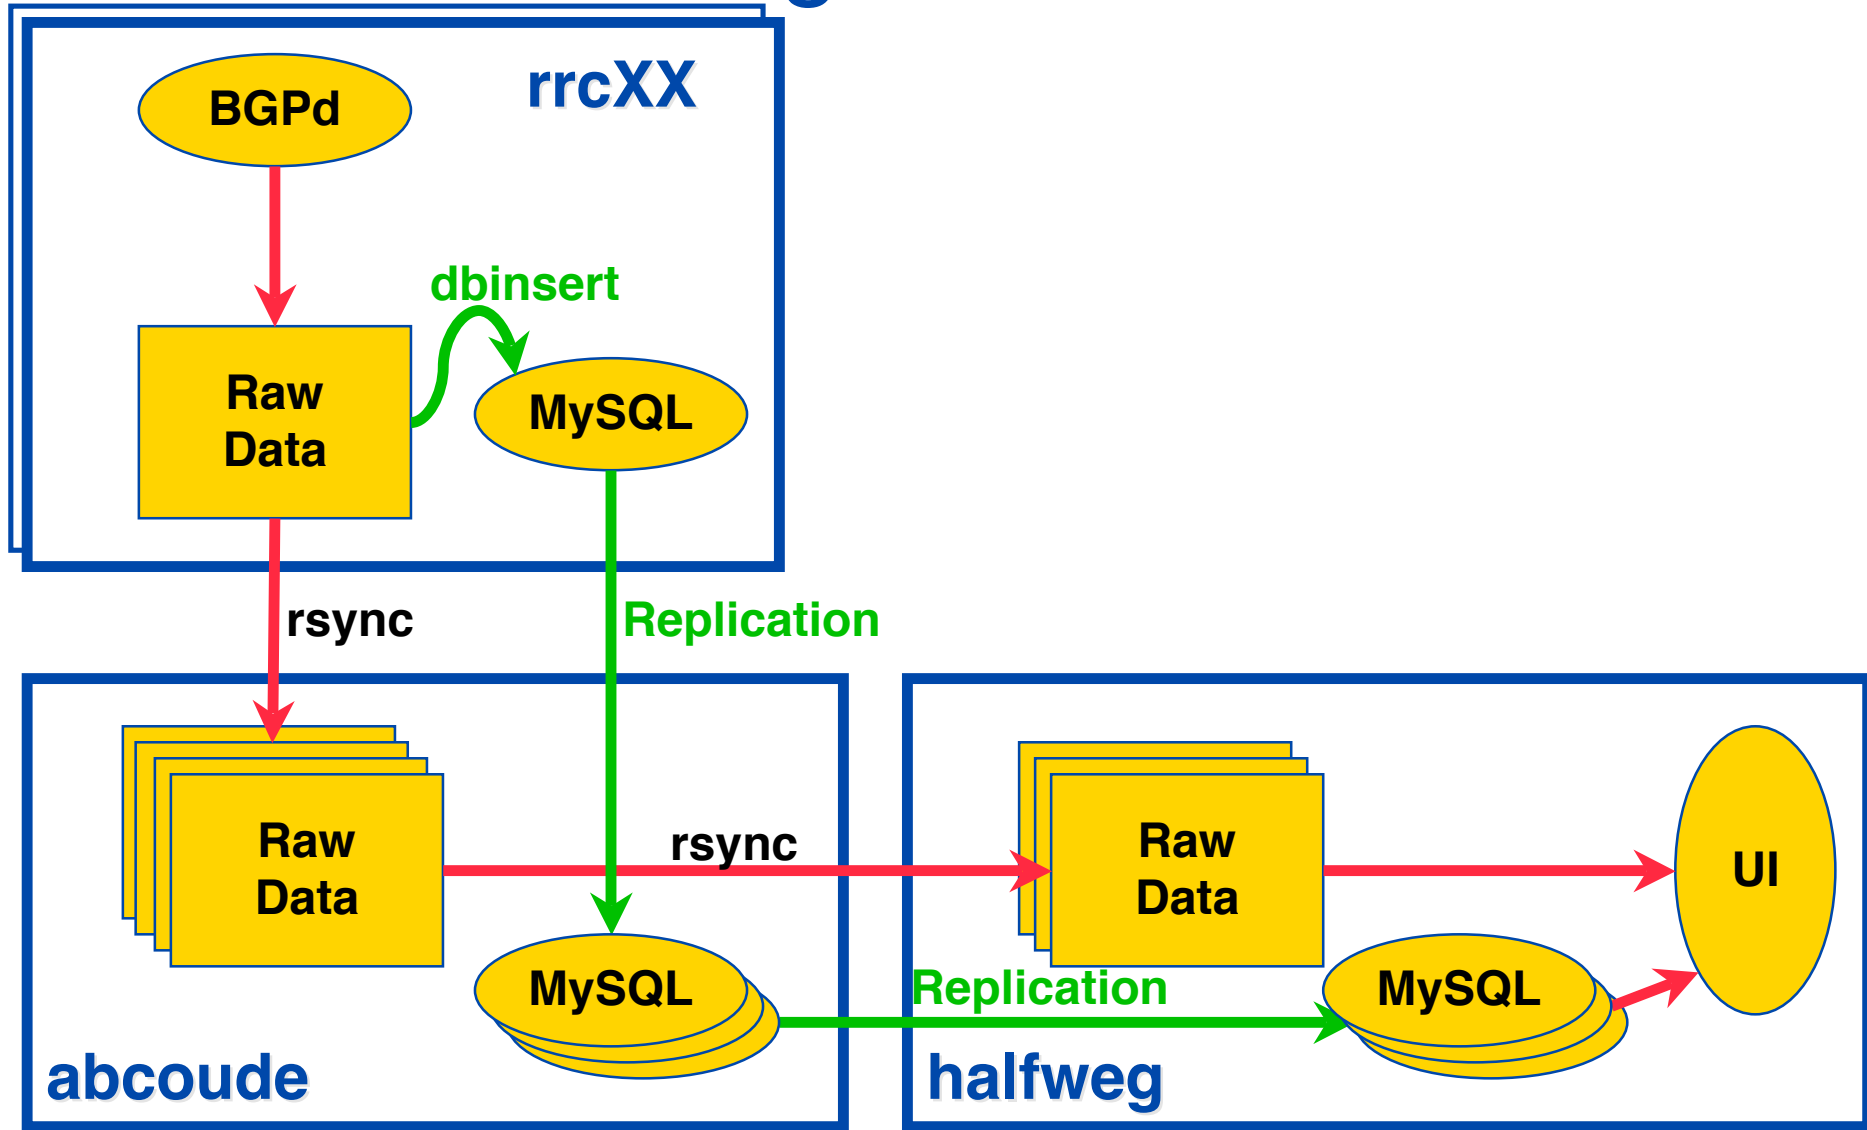 rrcXX
BGPd
dbinsert
Raw
Data
MySQL
rsync
Replication
Raw
Data
rsync
MySQL
abcoude
Raw
Data
UI
Replication
MySQL
halfweg